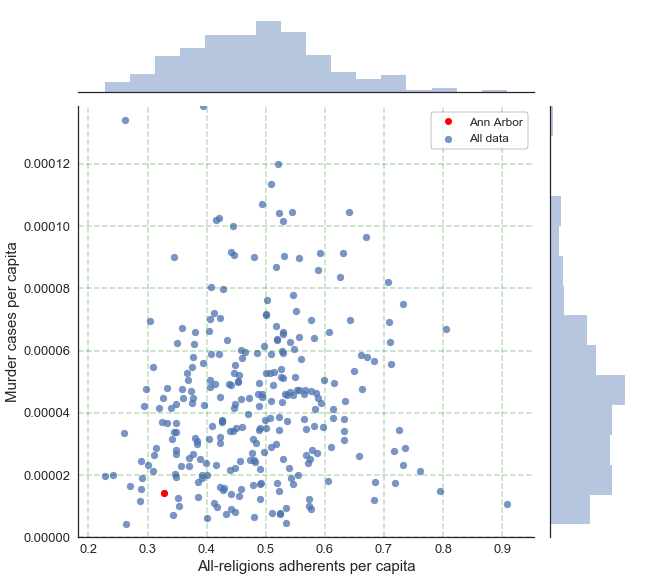 Ann Arbor
All data
Murder cases per capita
0.00012
0.00010
0.00008
0.00006
0.00004
0.00002
0.00000
0.2 0.3 0.4 0.5 0.6 0.7 0.8 0.9
All-religions adherents per capita